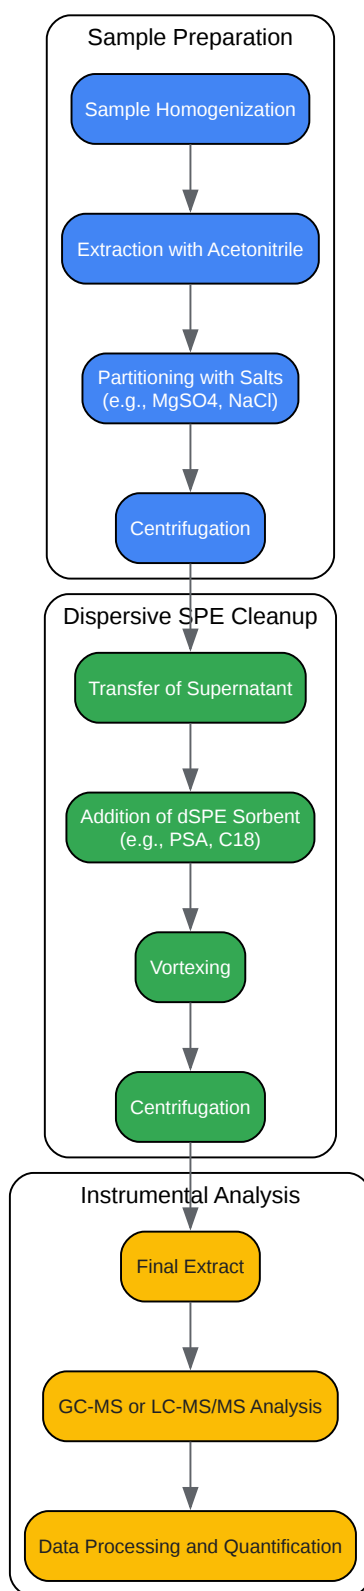 Sample Preparation
Sample Homogenization
Extraction with Acetonitrile
Partitioning with Salts
(e.g., MgSO4, NaCl)
Centrifugation
Dispersive SPE Cleanup
Transfer of Supernatant
Addition of dSPE Sorbent
(e.g., PSA, C18)
Vortexing
Centrifugation
Instrumental Analysis
Final Extract
GC-MS or LC-MS/MS Analysis
Data Processing and Quantification